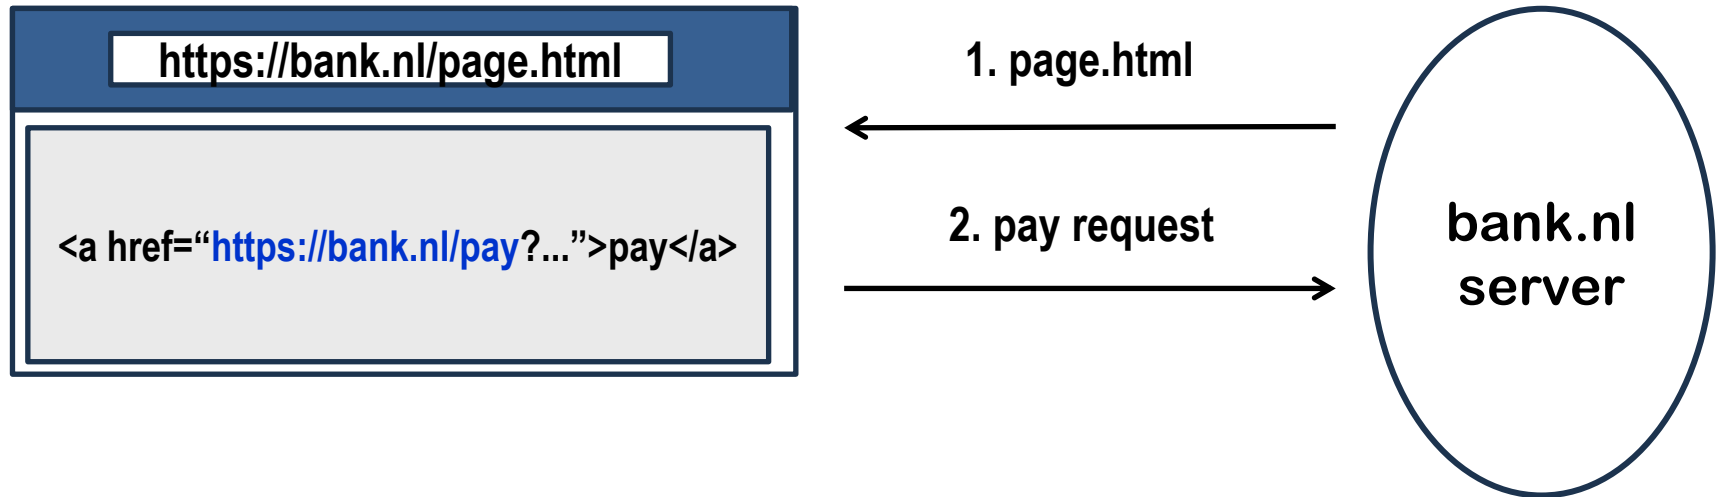 https://bank.nl/page.html
1. page.html
<a href=“https://bank.nl/pay?...”>pay</a>
2. pay request
bank.nl
server